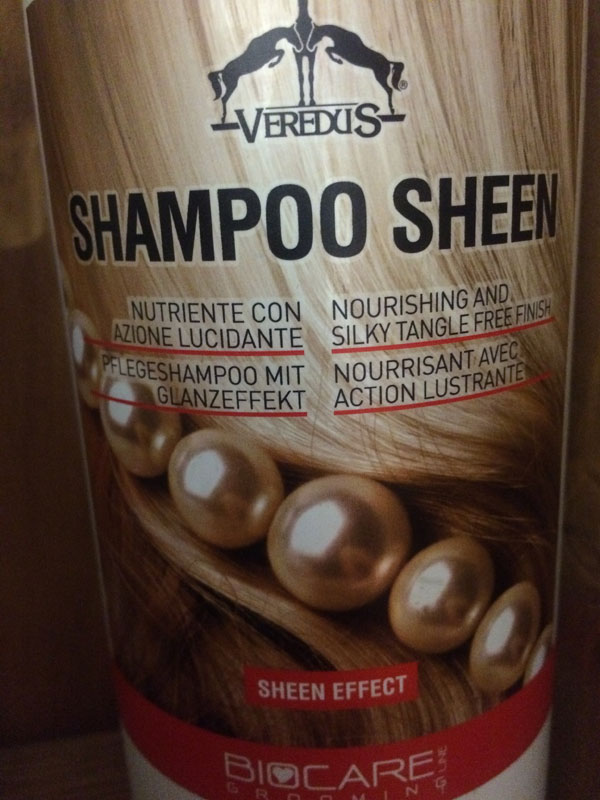 VEREDUS®
SHAMPOO SHEEN
NUTRIENTE CON
AZIONE LUCIDANTE
NOURISHING AND
SILKY TANGLE FREE FINISH
PFLEGESHAMPOO MIT
GLANZEFFEKT
NOURRISANT AVEC
ACTION LUSTRANTE
SHEEN EFFECT
BIOCARE
GROOMING
LINE